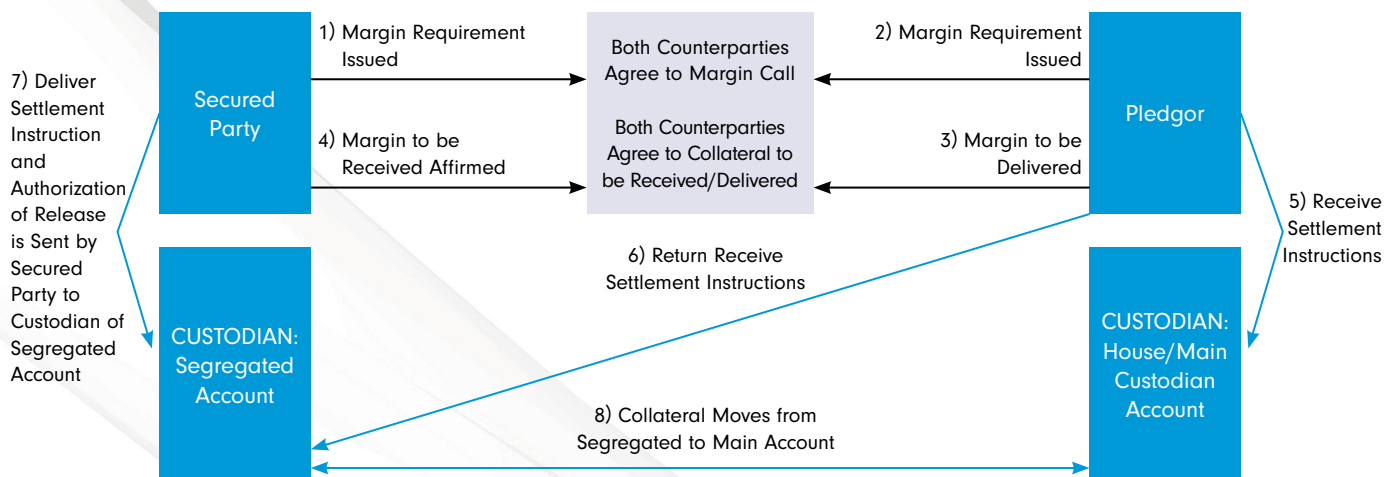 1) Margin Requirement
Issued
2) Margin Requirement
Issued
Both Counterparties
Agree to Margin Call
Both Counterparties
Agree to Collateral to
be Received/Delivered
7) Deliver
Settlement
Instruction
and
Authorization
of Release
is Sent by
Secured
Party to
Custodian of
Segregated
Account
Secured
Party
Pledgor
4) Margin to be
Received Affirmed
3) Margin to be
Delivered
5) Receive
Settlement
Instructions
6) Return Receive
Settlement Instructions
CUSTODIAN:
Segregated
Account
CUSTODIAN:
House/Main
Custodian
Account
8) Collateral Moves from
Segregated to Main Account